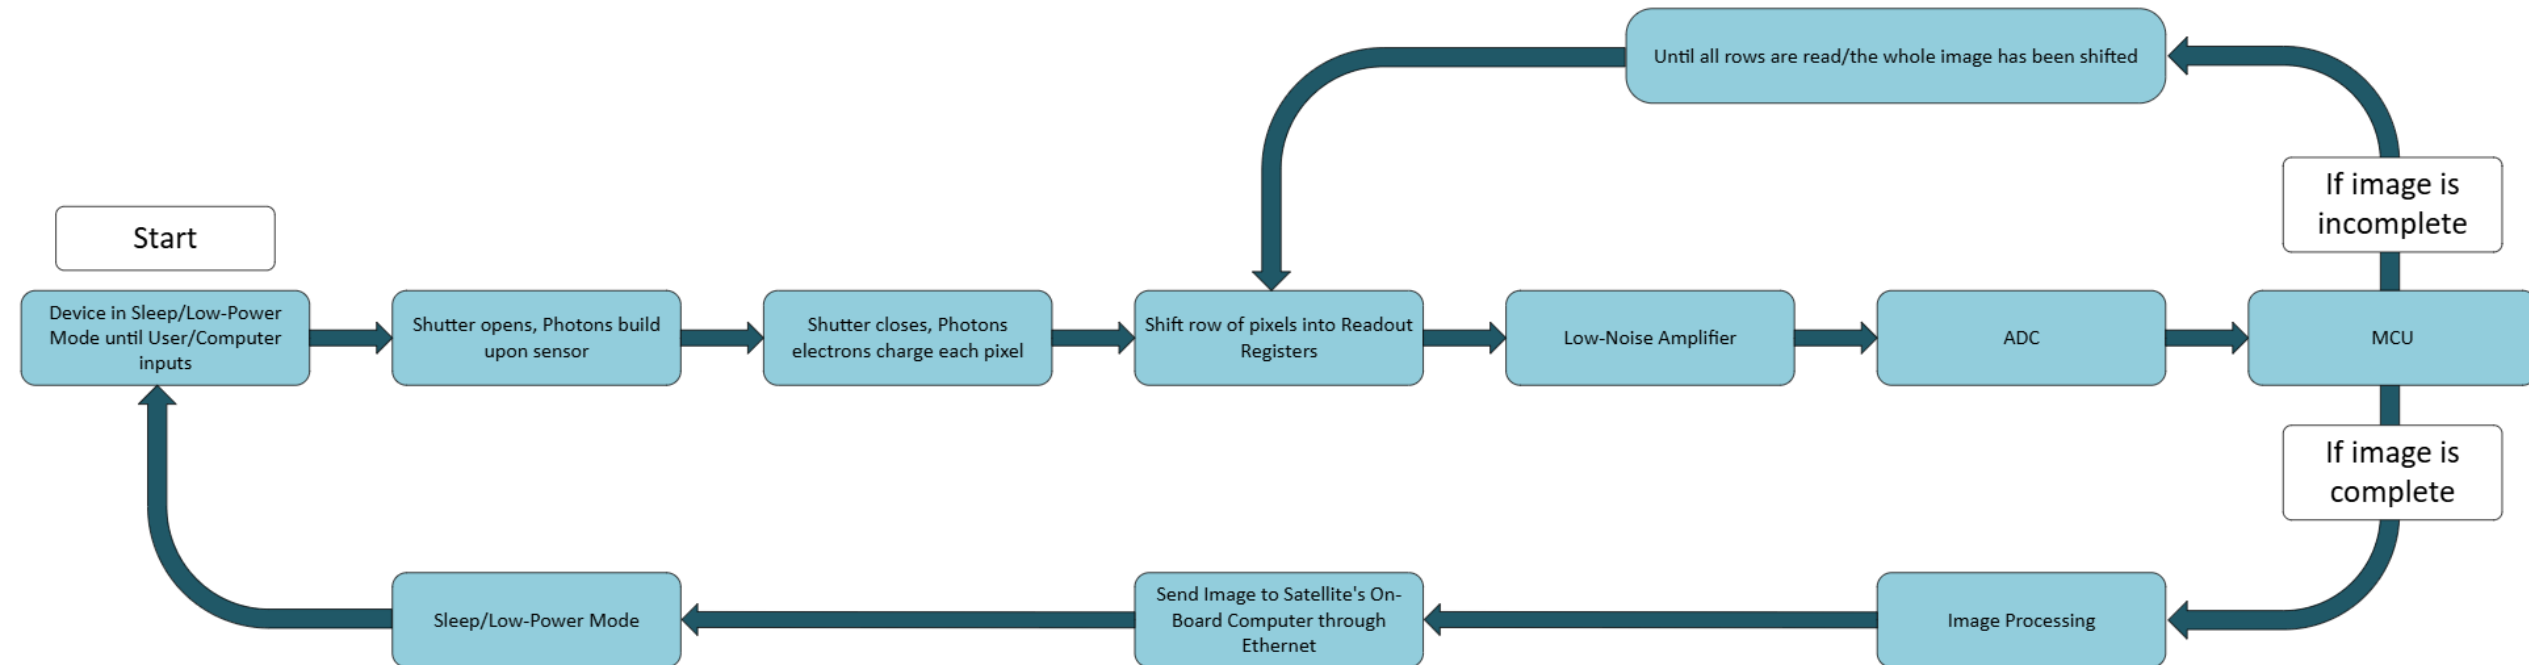 Until all rows are read/the whole image has been shifted
If image is
incomplete
Start
Device in Sleep/Low-Power
Mode until User/Computer
inputs
Shutter opens, Photons build
upon sensor
Shutter closes, Photons
electrons charge each pixel
Shift row of pixels into Readout
Registers
Low-Noise Amplifier
ADC
MCU
If image is
complete
Sleep/Low-Power Mode
Send Image to Satellite's On-
Board Computer through
Ethernet
Image Processing